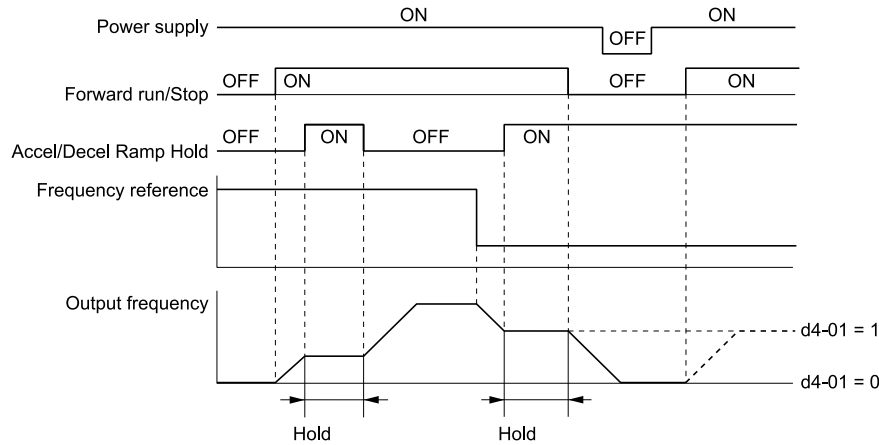 ON
ON
Power supply
OFF
OFF
ON
OFF
ON
Forward run/Stop
OFF
ON
OFF
ON
Accel/Decel Ramp Hold
Frequency reference
Output frequency
d4-01 = 1
d4-01 = 0
Hold
Hold